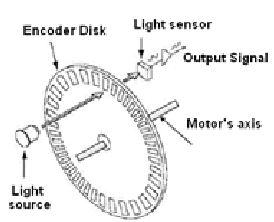 Light sensor
Encoder Disk
Output Signal
Motor's axis
Light
source